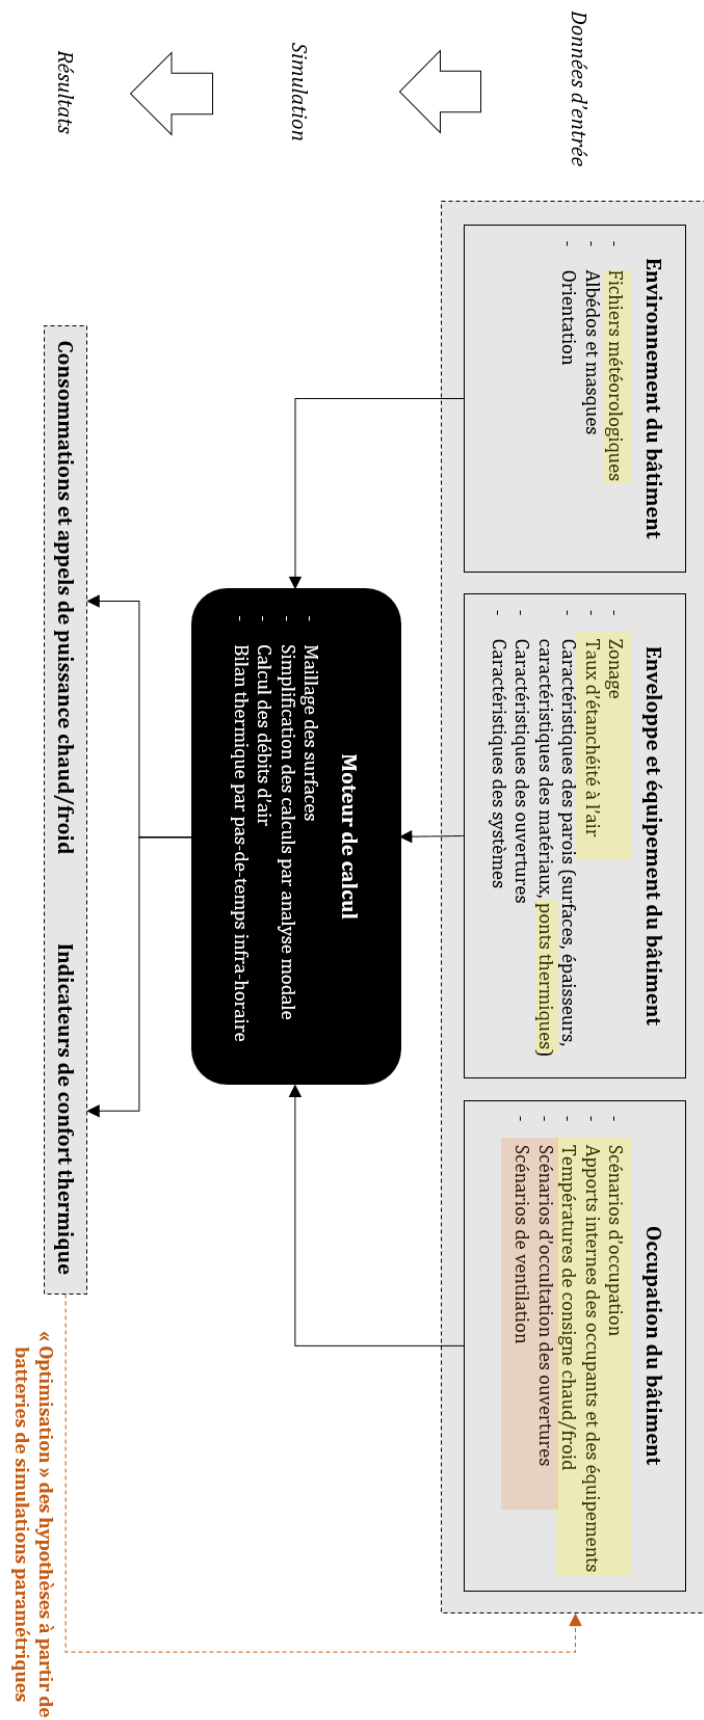 Données d'entrée
Environnement du bâtiment
- Fichiers météorologiques
- Albédos et masques
- Orientation
Enveloppe et équipement du bâtiment
- Zonage
- Taux d'étanchéité à l'air
- Caractéristiques des parois (surfaces, épaisseurs,
caractéristiques des matériaux, ponts thermiques)
- Caractéristiques des ouvertures
- Caractéristiques des systèmes
Occupation du bâtiment
- Scénarios d'occupation
- Apports internes des occupants et des équipements
- Températures de consigne chaud/froid
- Scénarios d'occultation des ouvertures
- Scénarios de ventilation
Simulation
Moteur de calcul
- Maillage des surfaces
- Simplification des calculs par analyse modale
- Calcul des débits d'air
- Bilan thermique par pas-de-temps infra-horaire
Résultats
Consommations et appels de puissance chaud/froid
Indicateurs de confort thermique
« Optimisation » des hypothèses à partir de
batteries de simulations paramétriques